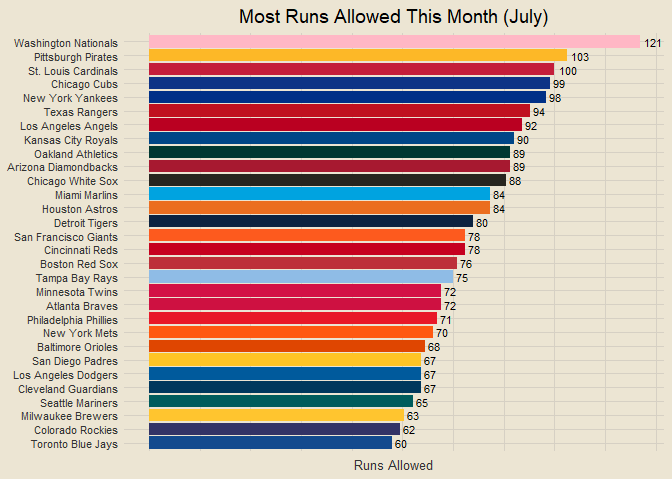 Most Runs Allowed This Month (July)
Washington Nationals 121
Pittsburgh Pirates 103
St. Louis Cardinals 100
Chicago Cubs 99
New York Yankees 98
Texas Rangers 94
Los Angeles Angels 92
Kansas City Royals 90
Oakland Athletics 89
Arizona Diamondbacks 89
Chicago White Sox 88
Miami Marlins 84
Houston Astros 84
Detroit Tigers 80
San Francisco Giants 78
Cincinnati Reds 78
Boston Red Sox 76
Tampa Bay Rays 75
Minnesota Twins 72
Atlanta Braves 72
Philadelphia Phillies 71
New York Mets 70
Baltimore Orioles 68
San Diego Padres 67
Los Angeles Dodgers 67
Cleveland Guardians 67
Seattle Mariners 65
Milwaukee Brewers 63
Colorado Rockies 62
Toronto Blue Jays 60
Runs Allowed